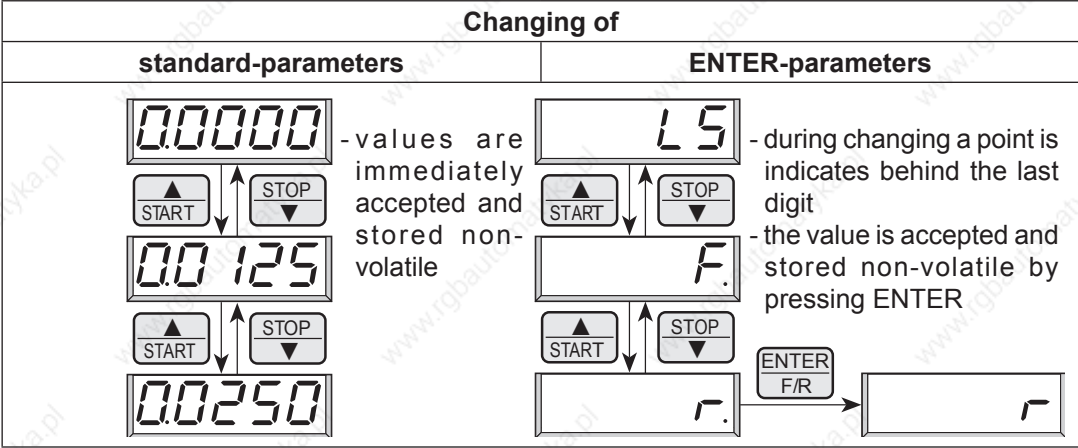 Changing of
standard-parameters
ENTER-parameters
0.0000
▲
START
STOP
▼
0.0125
▲
START
STOP
▼
0.0250
- values are
immediately
accepted and
stored non-
volatile
LS
▲
START
STOP
▼
F.
▲
START
STOP
▼
r.
ENTER
F/R
r
- during changing a point is
indicates behind the last
digit
- the value is accepted and
stored non-volatile by
pressing ENTER